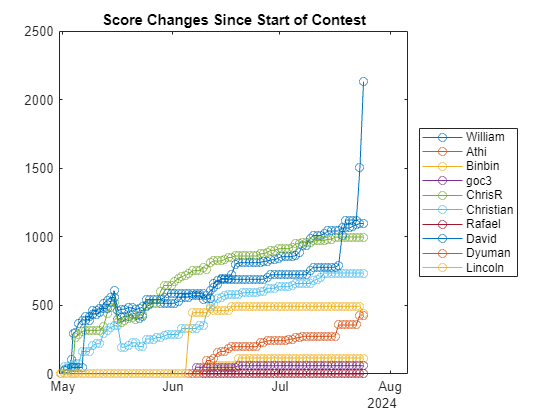 Score Changes Since Start of Contest
2500
2000
1500
1000
500
0
May
Jun
Jul
Aug
2024
William
Athi
Binbin
goc3
ChrisR
Christian
Rafael
David
Dyuman
Lincoln